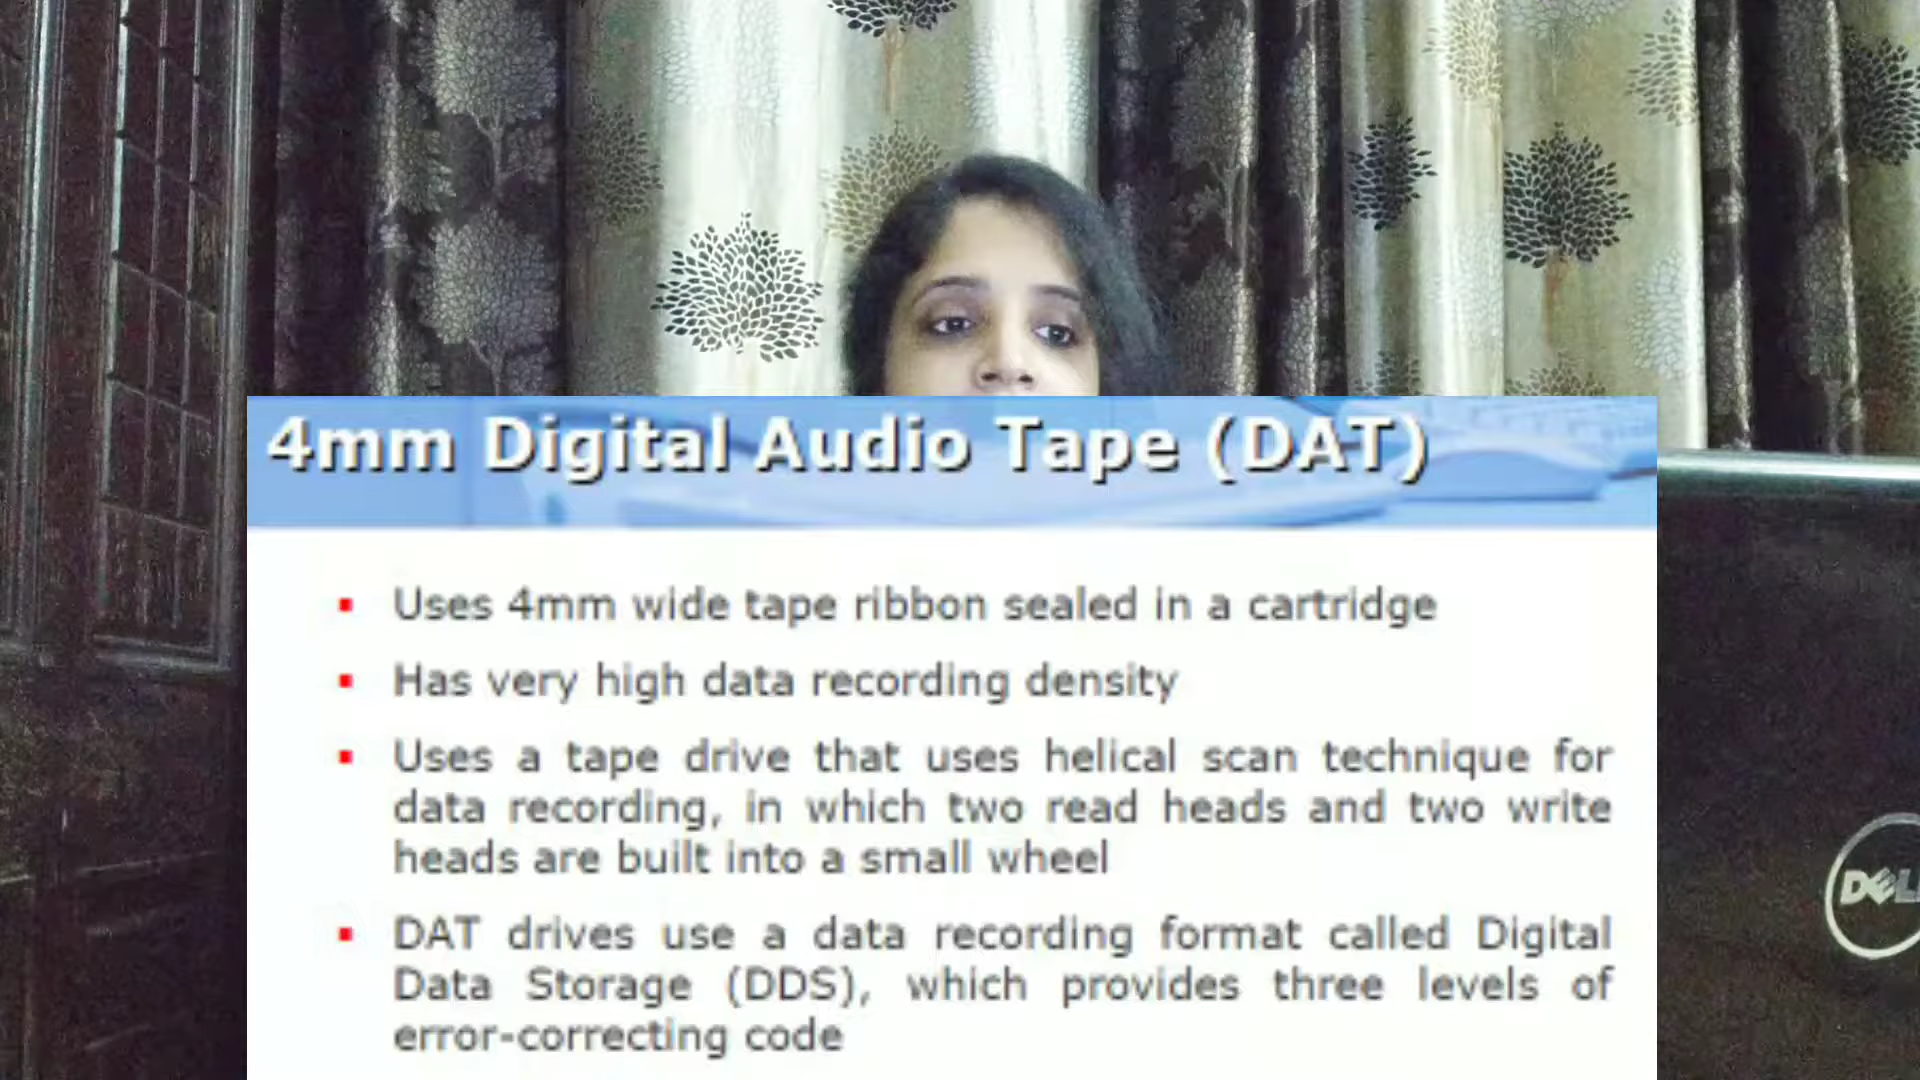 4mm Digital Audio Tape (DAT)
Uses 4mm wide tape ribbon sealed in a cartridge
Has very high data recording density
Uses a tape drive that uses helical scan technique for
data recording, in which two read heads and two write
heads are built into a small wheel
DAT drives use a data recording format called Digital
Data Storage (DDS), which provides three levels of
error-correcting code
DELL